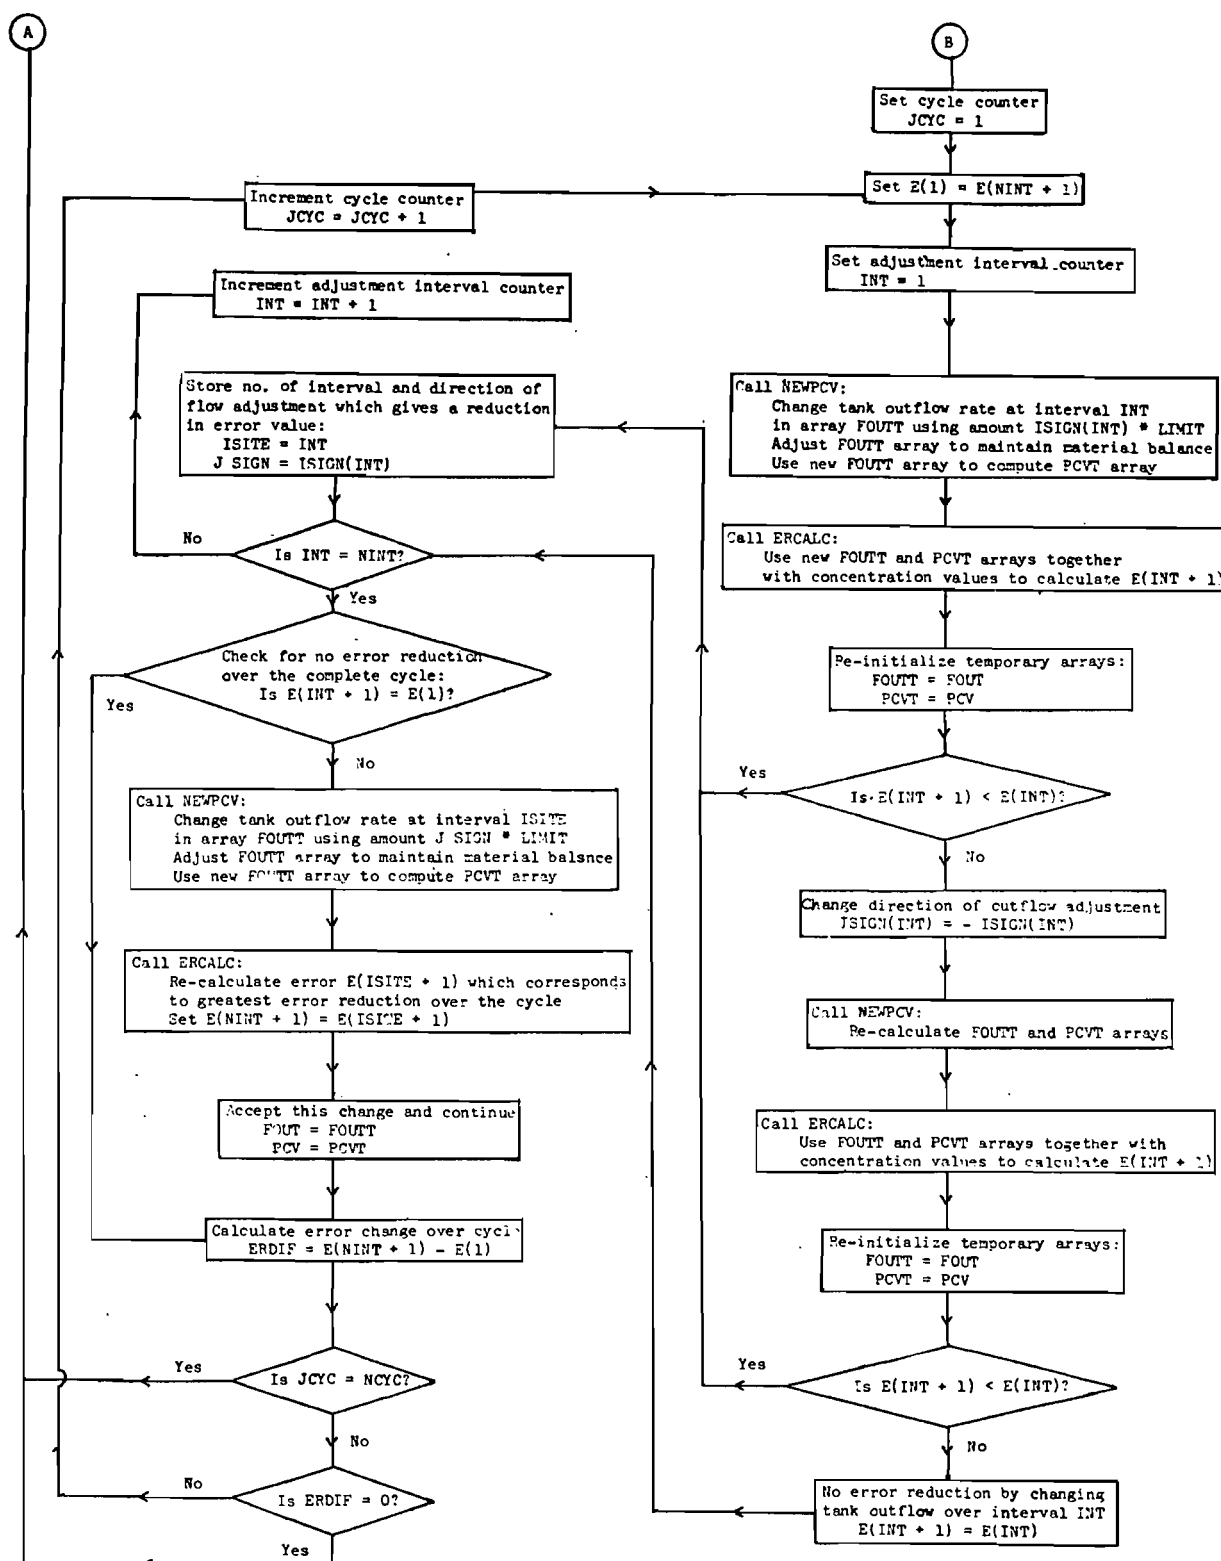 A
B
Set cycle counter
JCYC = 1
Increment cycle counter
JCYC = JCYC + 1
Set E(1) = E(NINT + 1)
Set adjustment interval counter
INT = 1
Increment adjustment interval counter
INT = INT + 1
Store no. of interval and direction of
flow adjustment which gives a reduction
in error value:
ISITE = INT
J SIGN = ISIGN(INT)
Call NEWPCV:
Change tank outflow rate at interval INT
in array FOUTT using amount ISIGN(INT) * LIMIT
Adjust FOUTT array to maintain material balance
Use new FOUTT array to compute PCVT array
No
Is INT = NINT?
Yes
Call ERCALC:
Use new FOUTT and PCVT arrays together
with concentration values to calculate E(INT + 1)
Check for no error reduction
over the complete cycle:
Is E(INT + 1) = E(1)?
Yes
No
Re-initialize temporary arrays:
FOUTT = FOUT
PCVT = PCV
Yes
Is E(INT + 1) < E(INT)?
No
Call NEWPCV:
Change tank outflow rate at interval ISITE
in array FOUTT using amount J SIGN * LIMIT
Adjust FOUTT array to maintain material balsnce
Use new FOUTT array to compute PCVT array
Change direction of outflow adjustment
JSIGN(INT) = - ISIGN(INT)
Call ERCALC:
Re-calculate error E(ISITE + 1) which corresponds
to greatest error reduction over the cycle
Set E(NINT + 1) = E(ISITE + 1)
Call NEWPCV:
Re-calculate FOUTT and PCVT arrays
Accept this change and continue
FOUT = FOUTT
PCV = PCVT
Call ERCALC:
Use FOUTT and PCVT arrays together with
concentration values to calculate E(INT + 1)
Calculate error change over cycle
ERDIF = E(NINT + 1) - E(1)
Re-initialize temporary arrays:
FOUTT = FOUT
PCVT = PCV
Yes
Is JCYC = NCYC?
No
Yes
Is E(INT + 1) < E(INT)?
No
No
Is ERDIF = 0?
Yes
No error reduction by changing
tank outflow over interval INT
E(INT + 1) = E(INT)